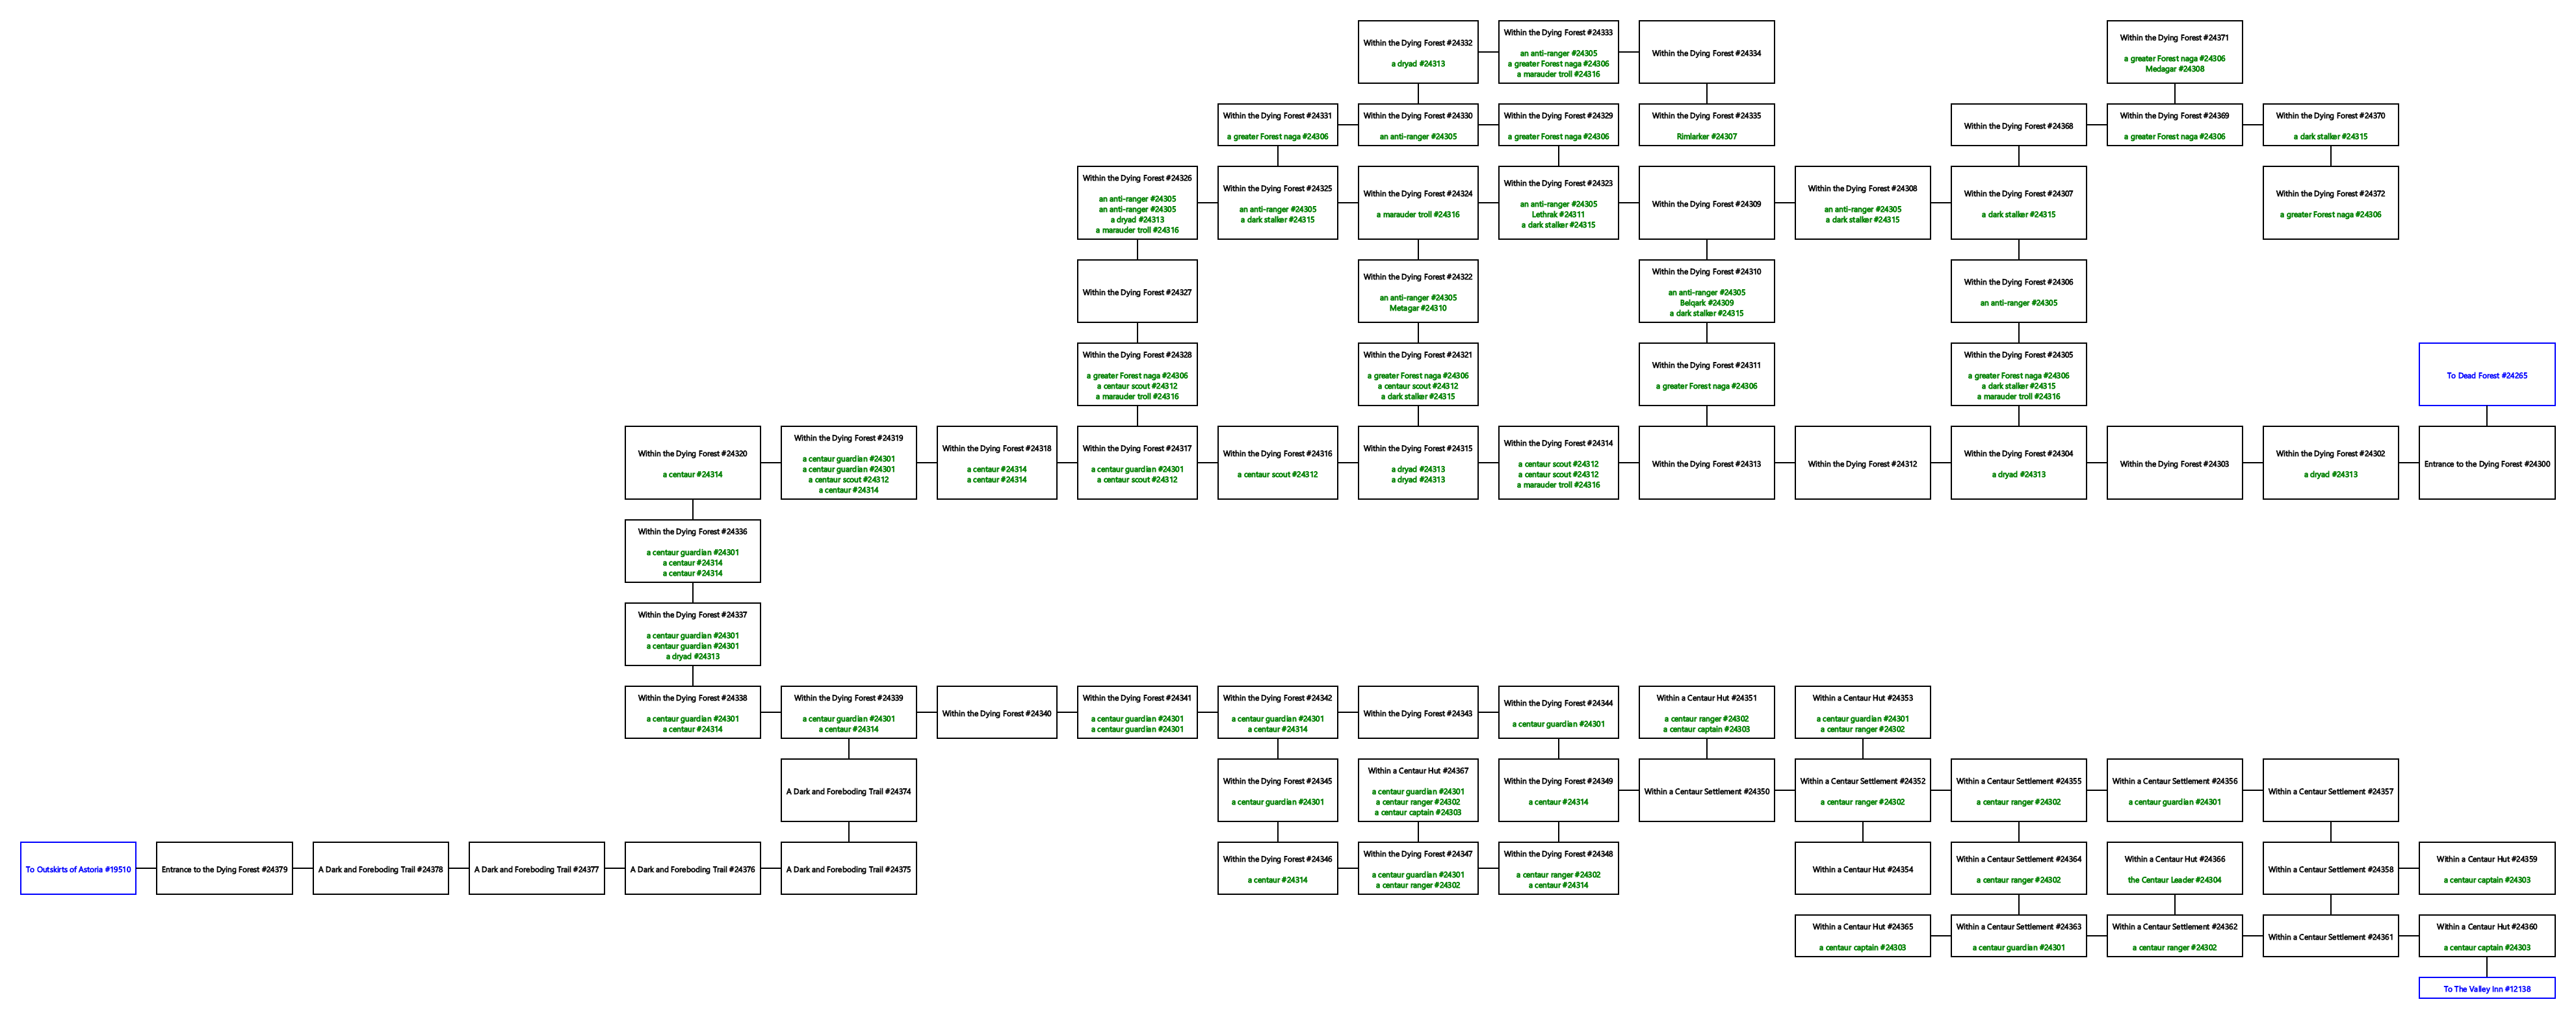 Within the Dying Forest #24332
a dryad #24313
Within the Dying Forest #24333
an anti-ranger #24305
a greater Forest naga #24306
a marauder troll #24316
Within the Dying Forest #24334
Within the Dying Forest #24371
a greater Forest naga #24306
Medagar #24308
Within the Dying Forest #24331
a greater Forest naga #24306
Within the Dying Forest #24330
an anti-ranger #24305
Within the Dying Forest #24329
a greater Forest naga #24306
Within the Dying Forest #24335
Rimlarker #24307
Within the Dying Forest #24368
Within the Dying Forest #24369
a greater Forest naga #24306
Within the Dying Forest #24370
a dark stalker #24315
Within the Dying Forest #24326
an anti-ranger #24305
an anti-ranger #24305
a dryad #24313
a marauder troll #24316
Within the Dying Forest #24325
an anti-ranger #24305
a dark stalker #24315
Within the Dying Forest #24324
a marauder troll #24316
Within the Dying Forest #24323
an anti-ranger #24305
Lethrak #24311
a dark stalker #24315
Within the Dying Forest #24309
Within the Dying Forest #24308
an anti-ranger #24305
a dark stalker #24315
Within the Dying Forest #24307
a dark stalker #24315
Within the Dying Forest #24372
a greater Forest naga #24306
Within the Dying Forest #24327
Within the Dying Forest #24322
an anti-ranger #24305
Metagar #24310
Within the Dying Forest #24310
an anti-ranger #24305
Belqark #24309
a dark stalker #24315
Within the Dying Forest #24306
an anti-ranger #24305
Within the Dying Forest #24328
a greater Forest naga #24306
a centaur scout #24312
a marauder troll #24316
Within the Dying Forest #24321
a greater Forest naga #24306
a centaur scout #24312
a dark stalker #24315
Within the Dying Forest #24311
a greater Forest naga #24306
Within the Dying Forest #24305
a greater Forest naga #24306
a dark stalker #24315
a marauder troll #24316
To Dead Forest #24265
Within the Dying Forest #24320
a centaur #24314
Within the Dying Forest #24319
a centaur guardian #24301
a centaur guardian #24301
a centaur scout #24312
a centaur #24314
Within the Dying Forest #24318
a centaur #24314
a centaur #24314
Within the Dying Forest #24317
a centaur guardian #24301
a centaur scout #24312
Within the Dying Forest #24316
a centaur scout #24312
Within the Dying Forest #24315
a dryad #24313
a dryad #24313
Within the Dying Forest #24314
a centaur scout #24312
a centaur scout #24312
a marauder troll #24316
Within the Dying Forest #24313
Within the Dying Forest #24312
Within the Dying Forest #24304
a dryad #24313
Within the Dying Forest #24303
Within the Dying Forest #24302
a dryad #24313
Entrance to the Dying Forest #24300
Within the Dying Forest #24336
a centaur guardian #24301
a centaur #24314
a centaur #24314
Within the Dying Forest #24337
a centaur guardian #24301
a centaur guardian #24301
a dryad #24313
Within the Dying Forest #24338
a centaur guardian #24301
a centaur #24314
Within the Dying Forest #24339
a centaur guardian #24301
a centaur #24314
Within the Dying Forest #24340
Within the Dying Forest #24341
a centaur guardian #24301
a centaur guardian #24301
Within the Dying Forest #24342
a centaur guardian #24301
a centaur #24314
Within the Dying Forest #24343
Within the Dying Forest #24344
a centaur guardian #24301
Within a Centaur Hut #24351
a centaur ranger #24302
a centaur captain #24303
Within a Centaur Hut #24353
a centaur guardian #24301
a centaur ranger #24302
A Dark and Foreboding Trail #24374
Within the Dying Forest #24345
a centaur guardian #24301
Within a Centaur Hut #24367
a centaur guardian #24301
a centaur ranger #24302
a centaur captain #24303
Within the Dying Forest #24349
a centaur #24314
Within a Centaur Settlement #24350
Within a Centaur Settlement #24352
a centaur ranger #24302
Within a Centaur Settlement #24355
a centaur ranger #24302
Within a Centaur Settlement #24356
a centaur guardian #24301
Within a Centaur Settlement #24357
To Outskirts of Astoria #19510
Entrance to the Dying Forest #24379
A Dark and Foreboding Trail #24378
A Dark and Foreboding Trail #24377
A Dark and Foreboding Trail #24376
A Dark and Foreboding Trail #24375
Within the Dying Forest #24346
a centaur #24314
Within the Dying Forest #24347
a centaur guardian #24301
a centaur ranger #24302
Within the Dying Forest #24348
a centaur ranger #24302
a centaur #24314
Within a Centaur Hut #24354
Within a Centaur Settlement #24364
a centaur ranger #24302
Within a Centaur Hut #24366
the Centaur Leader #24304
Within a Centaur Settlement #24358
Within a Centaur Hut #24359
a centaur captain #24303
Within a Centaur Hut #24365
a centaur captain #24303
Within a Centaur Settlement #24363
a centaur guardian #24301
Within a Centaur Settlement #24362
a centaur ranger #24302
Within a Centaur Settlement #24361
Within a Centaur Hut #24360
a centaur captain #24303
To The Valley Inn #12138